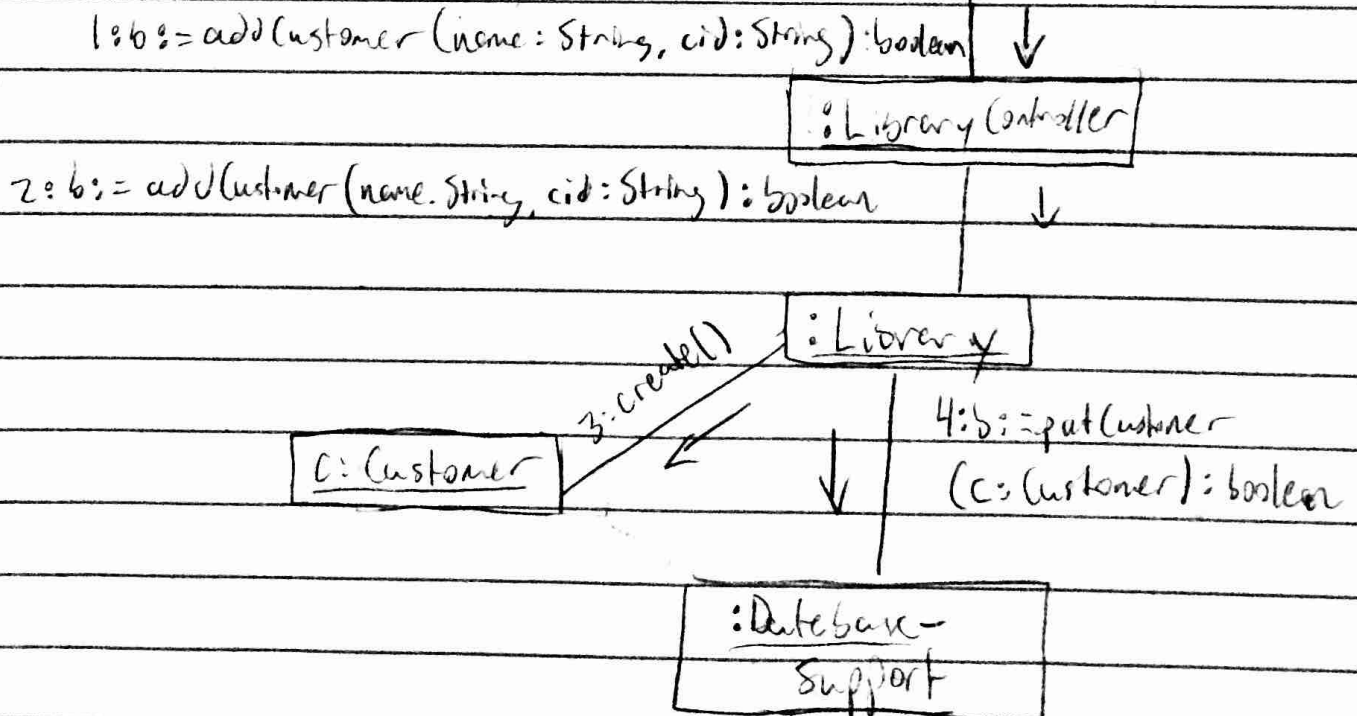 1:b:=addCustomer(name: String, cid: String):boolean
:LibraryController
2:b:=addCustomer(name.String, cid:String):boolean
:Library
3:create()
4:b:=putCustomer
(c:Customer):boolean
c:Customer
:Database-
Support